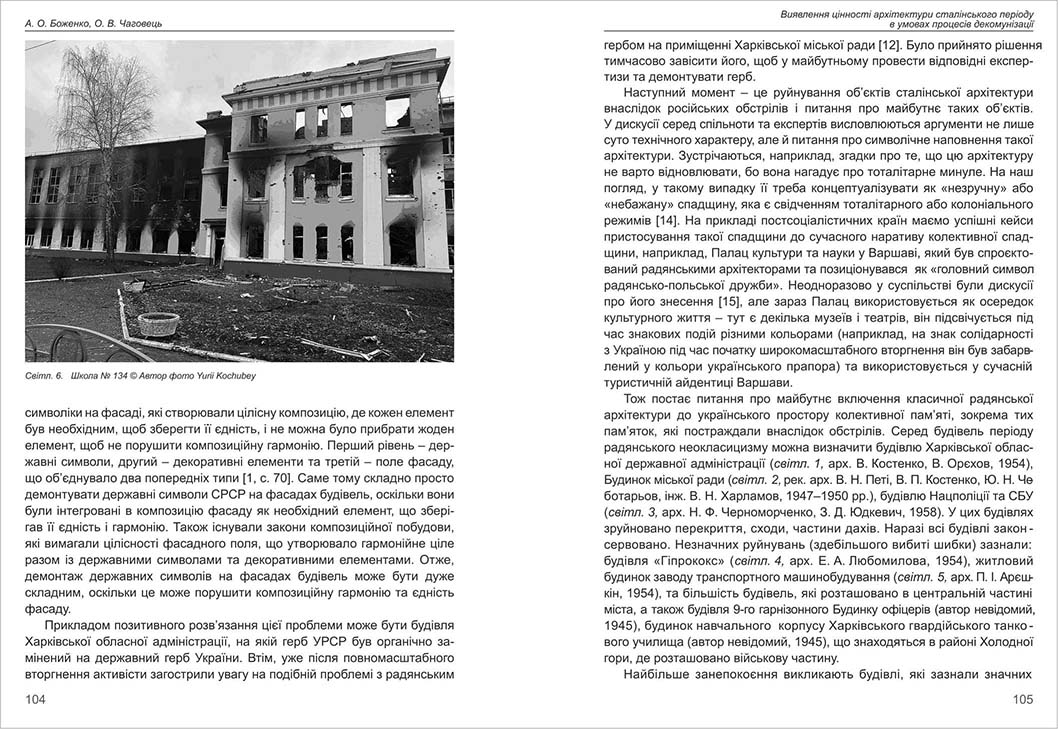 А. О. Боженко, О. В. Чаговець
Світл. 6. Школа № 134 © Автор фото Yurii Kochubey
символіки на фасаді, які створювали цілісну композицію, де кожен елемент
був необхідним, щоб зберегти її єдність, і не можна було прибрати жоден
елемент, щоб не порушити композиційну гармонію. Перший рівень – дер-
жавні символи, другий – декоративні елементи та третій – поле фасаду,
що об'єднувало два попередніх типи [1, с. 70]. Саме тому складно просто
демонтувати державні символи СРСР на фасадах будівель, оскільки вони
були інтегровані в композицію фасаду як необхідний елемент, що збері-
гав її єдність і гармонію. Також існували закони композиційної побудови,
які вимагали цілісності фасадного поля, що утворювало гармонійне ціле
разом із державними символами та декоративними елементами. Отже,
демонтаж державних символів на фасадах будівель може бути дуже
складним, оскільки це може порушити композиційну гармонію та єдність
фасаду.
Прикладом позитивного розв'язання цієї проблеми може бути будівля
Харківської обласної адміністрації, на якій герб УРСР був органічно за-
мінений на державний герб України. Втім, уже після повномасштабного
вторгнення активісти загострили увагу на подібній проблемі з радянським
104
Виявлення цінності архітектури сталінського періоду
в умовах процесів декомунізації
гербом на приміщенні Харківської міської ради [12]. Було прийнято рішення
тимчасово завісити його, щоб у майбутньому провести відповідні експер-
тизи та демонтувати герб.
Наступний момент – це руйнування об'єктів сталінської архітектури
внаслідок російських обстрілів і питання про майбутнє таких об'єктів.
У дискусії серед спільноти та експертів висловлюються аргументи не лише
суто технічного характеру, але й питання про символічне наповнення такої
архітектури. Зустрічаються, наприклад, згадки про те, що цю архітектуру
не варто відновлювати, бо вона нагадує про тоталітарне минуле. На наш
погляд, у такому випадку її треба концептуалізувати як «незручну» або
«небажану» спадщину, яка є свідченням тоталітарного або колоніального
режимів [14]. На прикладі постсоціалістичних країн маємо успішні кейси
пристосування такої спадщини до сучасного наративу колективної спад-
щини, наприклад, Палац культури та науки у Варшаві, який був спроєкто-
ваний радянськими архітекторами та позиціонувався як «головний символ
радянсько-польської дружби». Неодноразово у суспільстві були дискусії
про його знесення [15], але зараз Палац використовується як осередок
культурного життя – тут є декілька музеїв і театрів, він підсвічується під
час знакових подій різними кольорами (наприклад, на знак солідарності
з Україною під час початку широкомасштабного вторгнення він був забарв-
лений у кольори українського прапора) та використовується у сучасній
туристичній айдентиці Варшави.
Тож постає питання про майбутнє включення класичної радянської
архітектури до українського простору колективної пам'яті, зокрема тих
пам'яток, які постраждали внаслідок обстрілів. Серед будівель періоду
радянського неокласицизму можна визначити будівлю Харківської облас-
ної державної адміністрації (світл. 1, арх. В. Костенко, В. Орєхов, 1954),
Будинок міської ради (світл. 2, рек. арх. В. Н. Петі, В. П. Костенко, Ю. Н. Че-
ботарьов, інж. В. Н. Харламов, 1947–1950 рр.), будівлю Нацполіції та СБУ
(світл. 3, арх. Н. Ф. Черноморченко, З. Д. Юдкевич, 1958). У цих будівлях
зруйновано перекриття, сходи, частини дахів. Наразі всі будівлі закон-
сервовано. Незначних руйнувань (здебільшого вибиті шибки) зазнали:
будівля «Гіпрококс» (світл. 4, арх. Е. А. Любомилова, 1954), житловий
будинок заводу транспортного машинобудування (світл. 5, арх. П. І. Арєш-
кін, 1954), та більшість будівель, які розташовано в центральній частині
міста, а також будівля 9-го гарнізонного Будинку офіцерів (автор невідомий,
1945), будинок навчального корпусу Харківського гвардійського танко-
вого училища (автор невідомий, 1945), що знаходяться в районі Холодної
гори, де розташовано військову частину.
Найбільше занепокоєння викликають будівлі, які зазнали значних
105